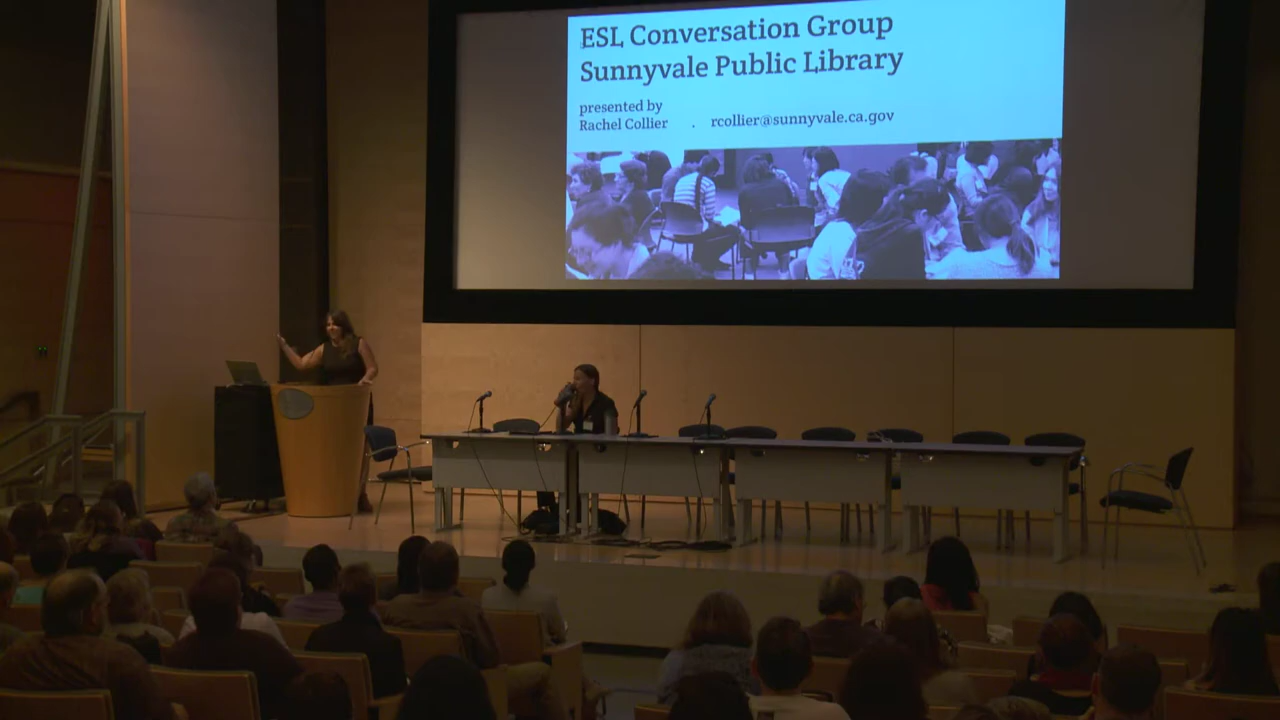 ESL Conversation Group
Sunnyvale Public Library
presented by
Rachel Collier . rcollier@sunnyvale.ca.gov